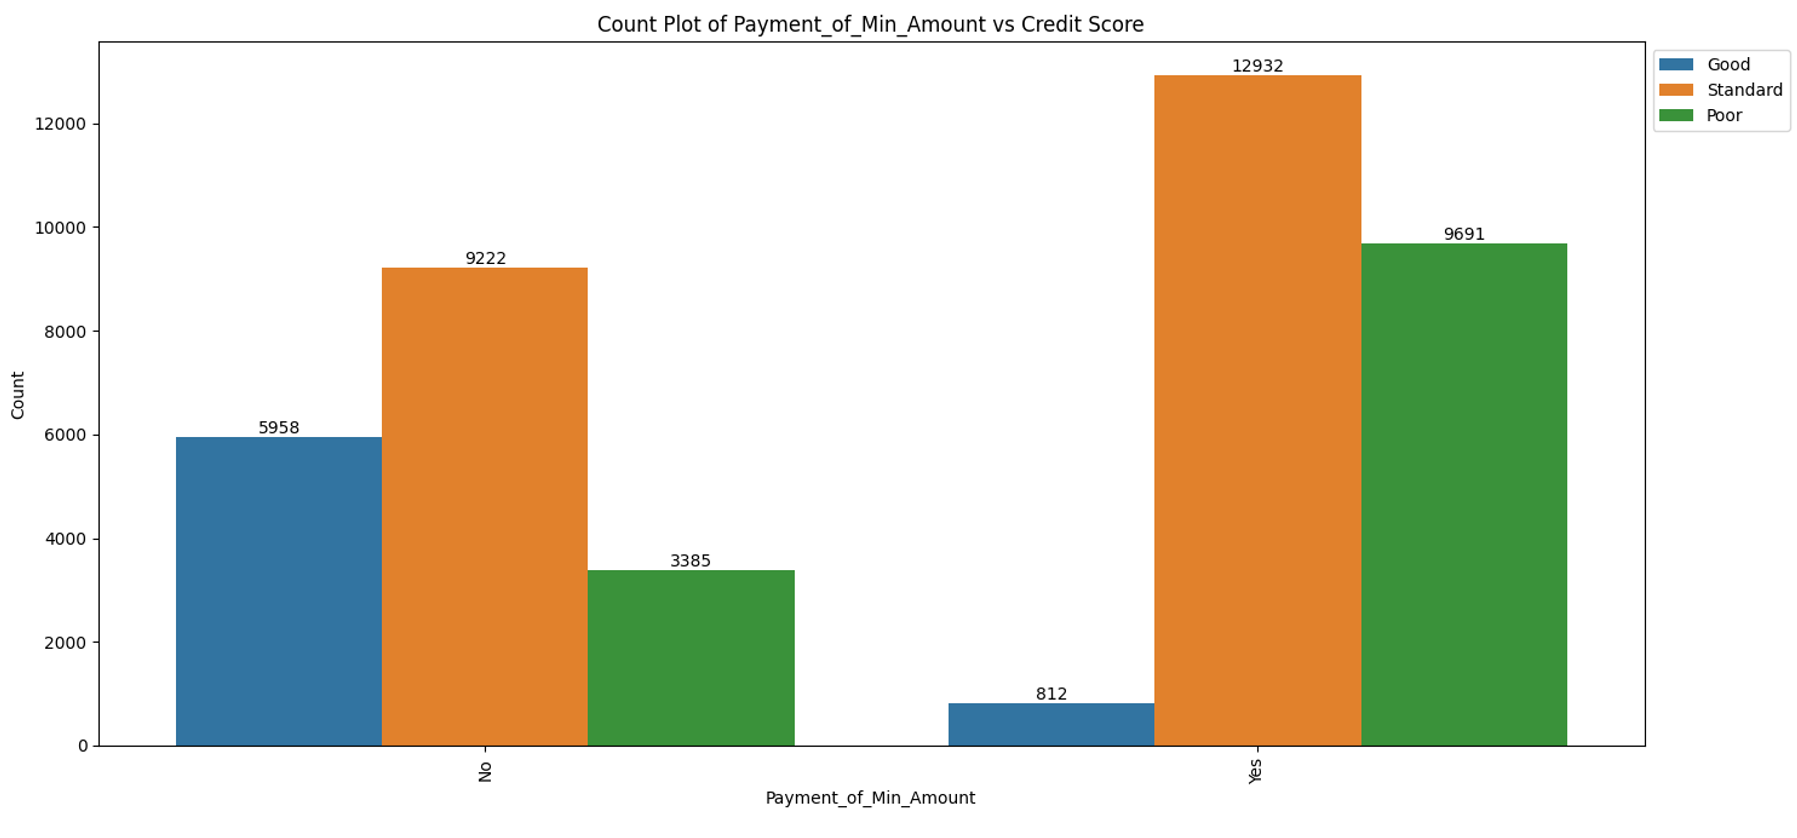 Count Plot of Payment_of_Min_Amount vs Credit Score
Good
Standard
Poor
12932
12000
10000
9691
9222
8000
Count
6000
5958
4000
3385
2000
812
0
No
Yes
Payment_of_Min_Amount